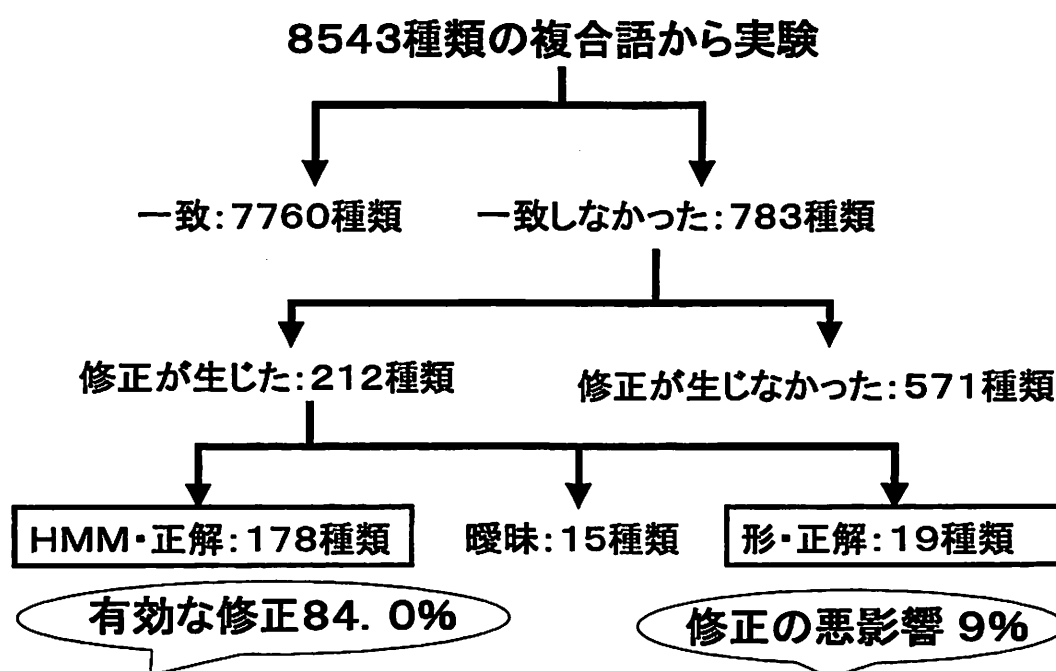 8543種類の複合語から実験
一致:7760種類
一致しなかった:783種類
修正が生じた:212種類
修正が生じなかった:571種類
HMM・正解:178種類
曖昧:15種類
形・正解:19種類
有効な修正84. 0%
修正の悪影響 9%